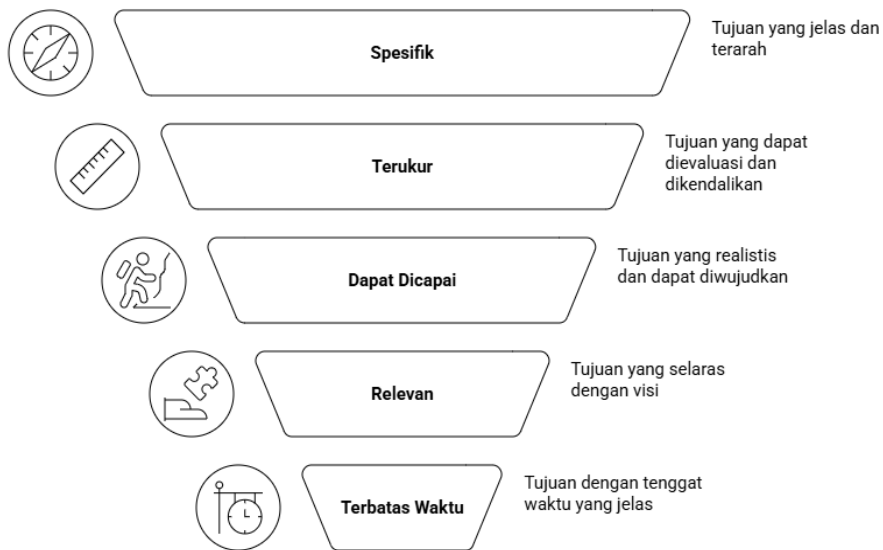 Spesifik
Tujuan yang jelas dan
terarah
Terukur
Tujuan yang dapat
dievaluasi dan
dikendalikan
Dapat Dicapai
Tujuan yang realistis
dan dapat diwujudkan
Relevan
Tujuan yang selaras
dengan visi
Terbatas Waktu
Tujuan dengan tenggat
waktu yang jelas